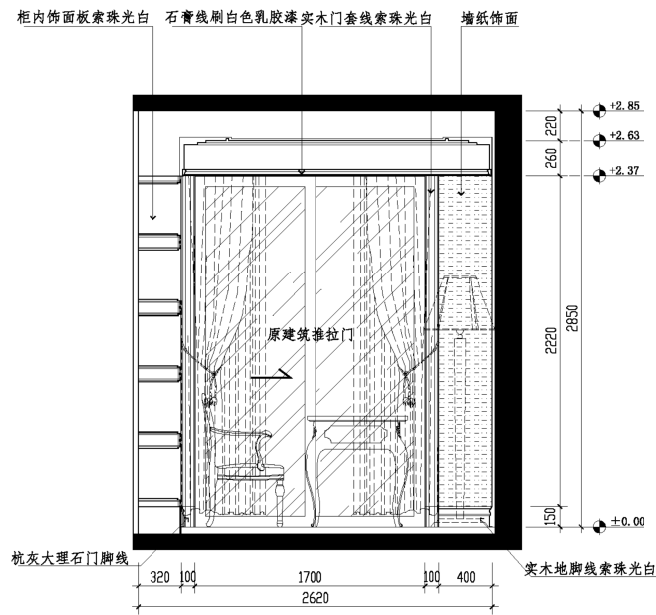 柜内饰面板索珠光白
石膏线刷白色乳胶漆
实木门套线索珠光白
墙纸饰面
+2.85
220
+2.63
260
+2.37
2220
2850
原建筑推拉门
150
±0.00
杭灰大理石门脚线
实木地脚线索珠光白
320
100
1700
100
400
2620